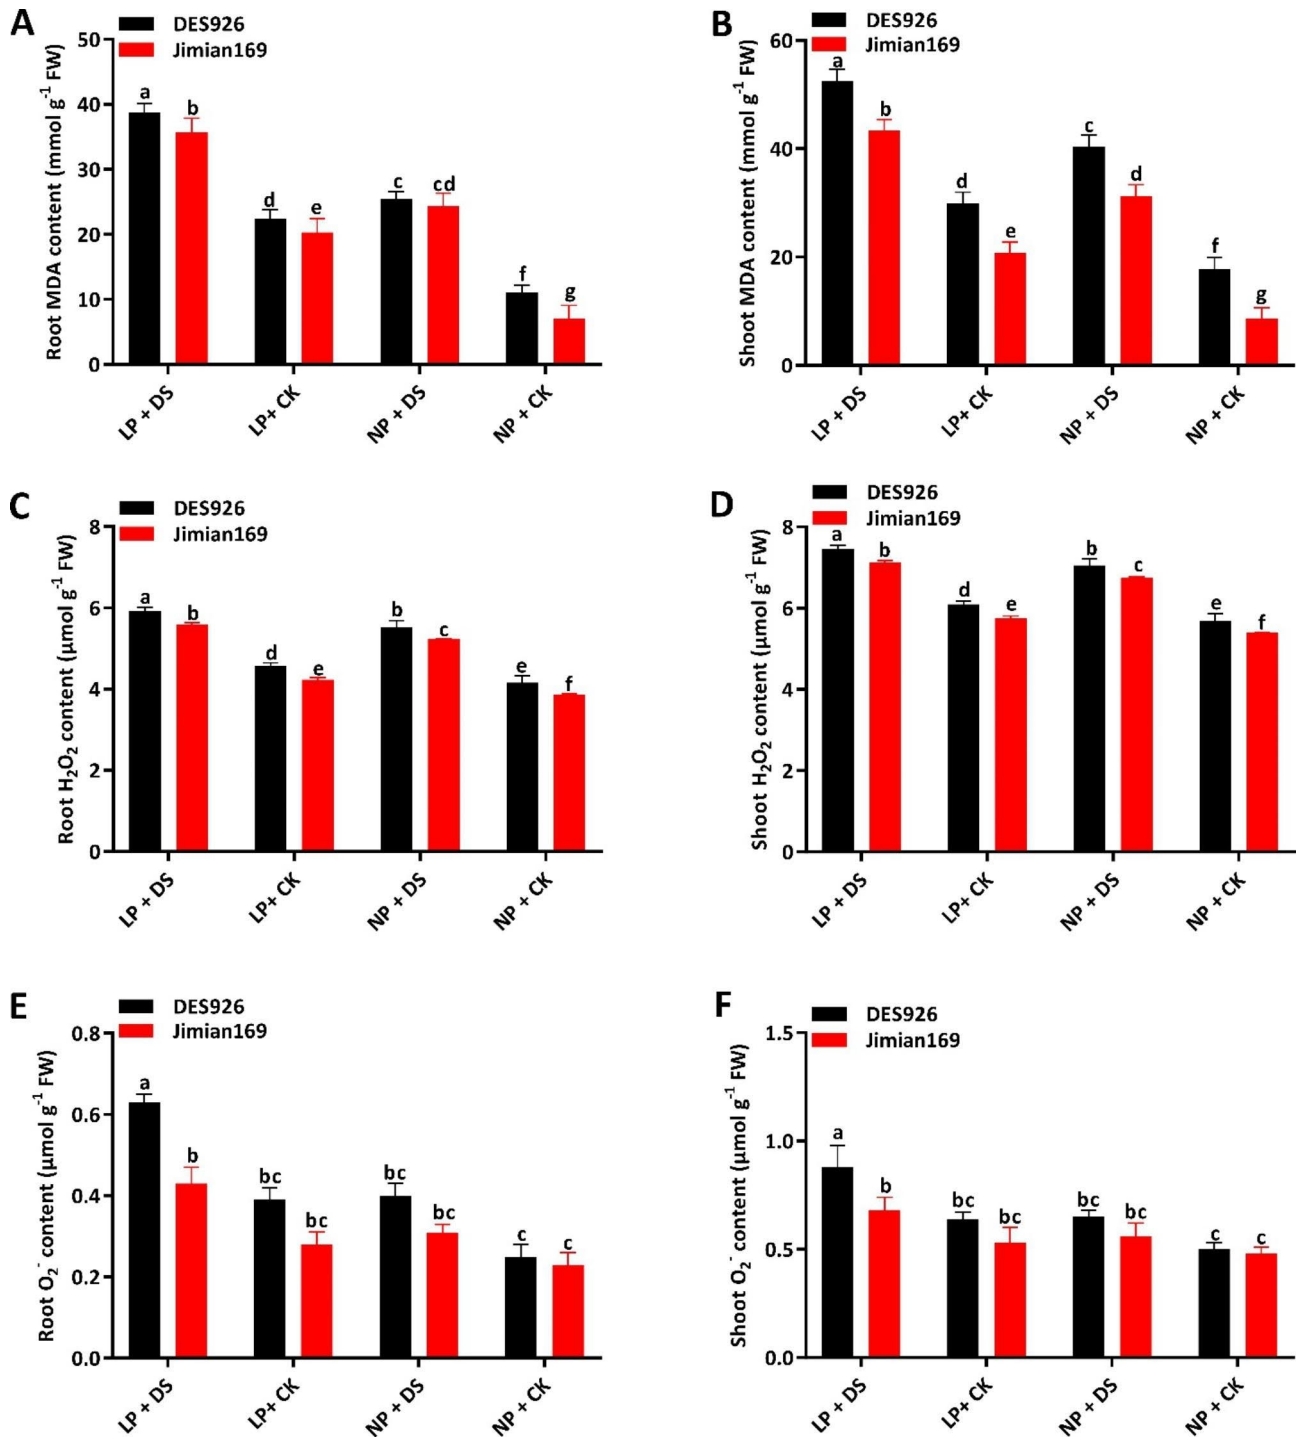 A
DES926
Jimian169
Root MDA content (mmol g⁻¹ FW)
50
40
30
20
10
0
a
b
d
e
c
cd
f
g
LP + DS
LP+ CK
NP + DS
NP + CK
B
DES926
Jimian169
Shoot MDA content (mmol g⁻¹ FW)
60
40
20
0
a
b
d
e
c
d
f
g
LP + DS
LP+ CK
NP + DS
NP + CK
C
DES926
Jimian169
Root H₂O₂ content (µmol g⁻¹ FW)
8
6
4
2
0
a
b
d
e
b
c
e
f
LP + DS
LP+ CK
NP + DS
NP + CK
D
DES926
Jimian169
Shoot H₂O₂ content (µmol g⁻¹ FW)
8
6
4
2
0
a
b
d
e
b
c
e
f
LP + DS
LP+ CK
NP + DS
NP + CK
E
DES926
Jimian169
Root O₂⁻ content (µmol g⁻¹ FW)
0.8
0.6
0.4
0.2
0.0
a
b
bc
bc
bc
bc
c
c
LP + DS
LP+ CK
NP + DS
NP + CK
F
DES926
Jimian169
Shoot O₂⁻ content (µmol g⁻¹ FW)
1.5
1.0
0.5
0.0
a
b
bc
bc
bc
bc
c
c
LP + DS
LP+ CK
NP + DS
NP + CK